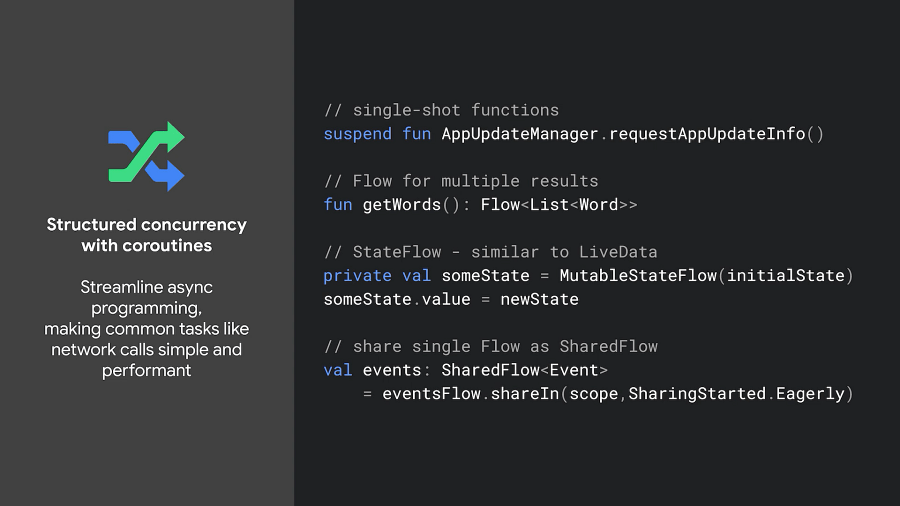 Structured concurrency
with coroutines
Streamline async
programming,
making common tasks like
network calls simple and
performant
// single-shot functions
suspend fun AppUpdateManager.requestAppUpdateInfo()
// Flow for multiple results
fun getWords(): Flow<List<Word>>
// StateFlow - similar to LiveData
private val someState = MutableStateFlow(initialState)
someState.value = newState
// share single Flow as SharedFlow
val events: SharedFlow<Event>
    = eventsFlow.shareIn(scope,SharingStarted.Eagerly)